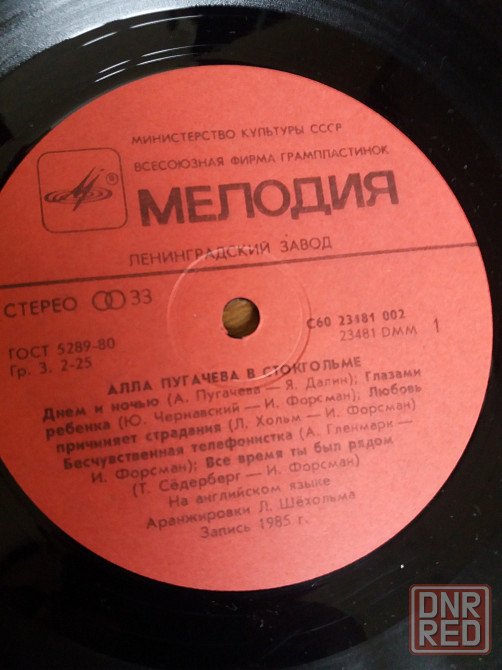 МИНИСТЕРСТВО КУЛЬТУРЫ СССР
ВСЕСОЮЗНАЯ ФИРМА ГРАМПЛАСТИНОК
® МЕЛОДИЯ
ЛЕНИНГРАДСКИЙ ЗАВОД
СТЕРЕО 33
С60 23481 002
ГОСТ 5289-80
23481 DMM 1
Гр. 3. 2-25
АЛЛА ПУГАЧЕВА В СТОКГОЛЬМЕ
Днем и ночью (А. Пугачева — Я. Далин); Глазами
ребенка (Ю. Чернавский — И. Форсман); Любовь
причиняет страдания (Л. Хольм — И. Форсман)
Бесчувственная телефонистка (А. Гленмарк —
И. Форсман); Все время ты был рядом
(Т. Сёдерберг — И. Форсман)
На английском языке
Аранжировки Л. Шёхольма
Запись 1985 г.
DNR
RED